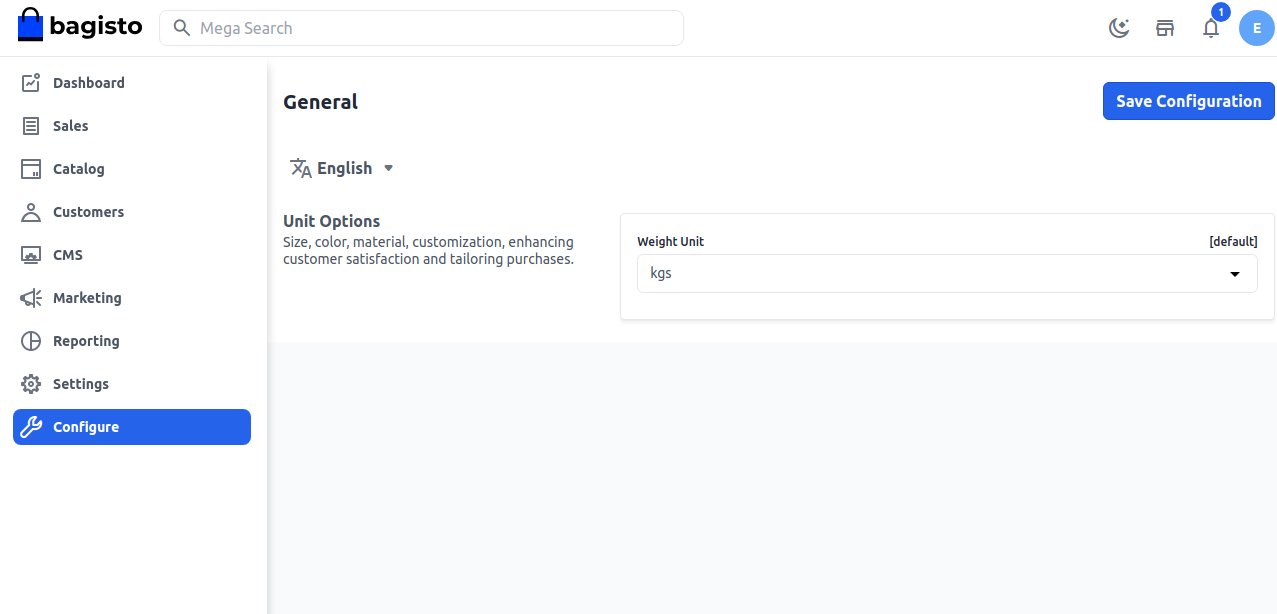 bagisto
Mega Search
1
E
Dashboard
Sales
Catalog
Customers
CMS
Marketing
Reporting
Settings
Configure
General
Save Configuration
English
Unit Options
Size, color, material, customization, enhancing
customer satisfaction and tailoring purchases.
Weight Unit
[default]
kgs